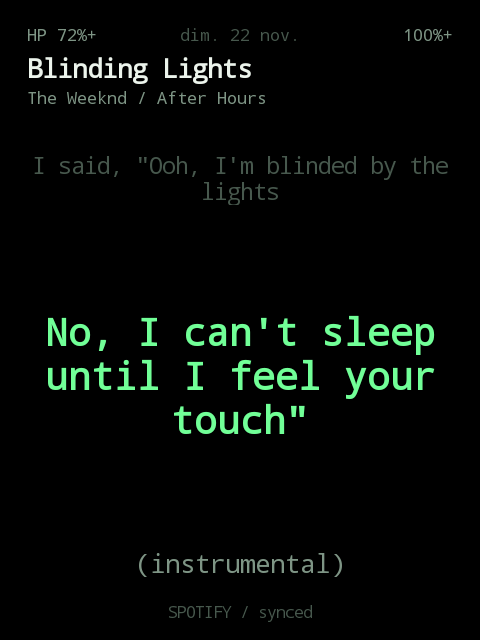 HP 72%+ dim. 22 nov. 100%+
Blinding Lights
The Weeknd / After Hours
I said, "Ooh, I'm blinded by the
lights
No, I can't sleep
until I feel your
touch"
(instrumental)
SPOTIFY / synced